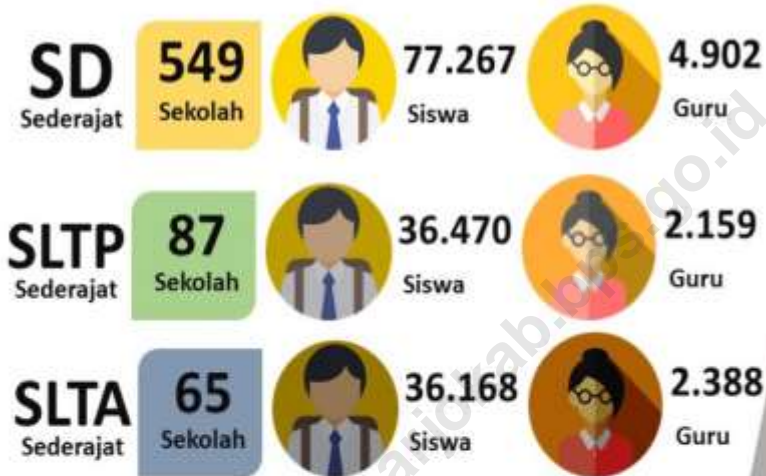 SD
Sederajat
549
Sekolah
77.267
Siswa
4.902
Guru
SLTP
Sederajat
87
Sekolah
36.470
Siswa
2.159
Guru
SLTA
Sederajat
65
Sekolah
36.168
Siswa
2.388
Guru